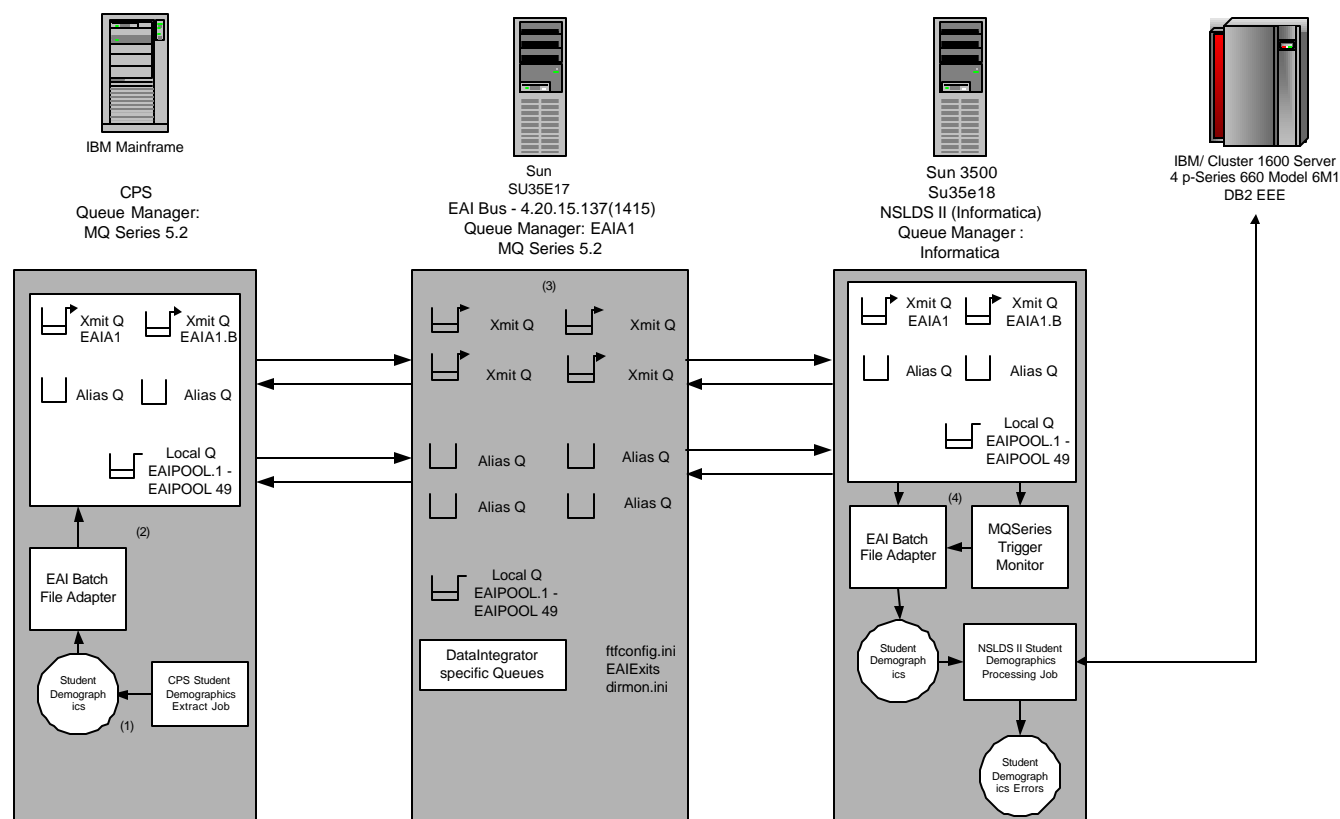 IBM Mainframe
CPS
Queue Manager:
MQ Series 5.2
Sun
SU35E17
EAI Bus - 4.20.15.137(1415)
Queue Manager: EAIA1
MQ Series 5.2
Sun 3500
Su35e18
NSLDS II (Informatica)
Queue Manager :
Informatica
IBM/ Cluster 1600 Server
4 p-Series 660 Model 6M1
DB2 EEE
Xmit Q
EAIA1
Xmit Q
EAIA1.B
Alias Q
Alias Q
Local Q
EAIPOOL.1 -
EAIPOOL 49
(2)
EAI Batch
File Adapter
Student
Demograph
ics
CPS Student
Demographics
Extract Job
(1)
(3)
Xmit Q
Xmit Q
Xmit Q
Xmit Q
Alias Q
Alias Q
Alias Q
Alias Q
Local Q
EAIPOOL.1 -
EAIPOOL 49
DataIntegrator
specific Queues
ftfconfig.ini
EAIExits
dirmon.ini
Xmit Q
EAIA1
Xmit Q
EAIA1.B
Alias Q
Alias Q
Local Q
EAIPOOL.1 -
EAIPOOL 49
(4)
EAI Batch
File Adapter
MQSeries
Trigger
Monitor
Student
Demograph
ics
NSLDS II Student
Demographics
Processing Job
Student
Demograph
ics Errors